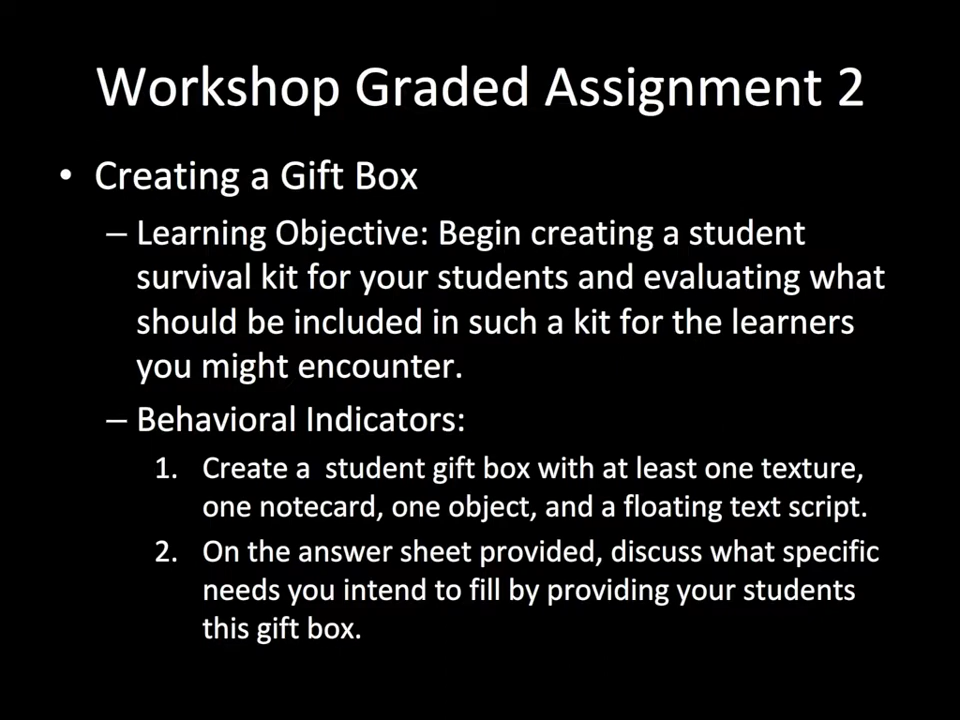 Workshop Graded Assignment 2
• Creating a Gift Box
– Learning Objective: Begin creating a student
survival kit for your students and evaluating what
should be included in such a kit for the learners
you might encounter.
– Behavioral Indicators:
1. Create a  student gift box with at least one texture,
one notecard, one object, and a floating text script.
2. On the answer sheet provided, discuss what specific
needs you intend to fill by providing your students
this gift box.